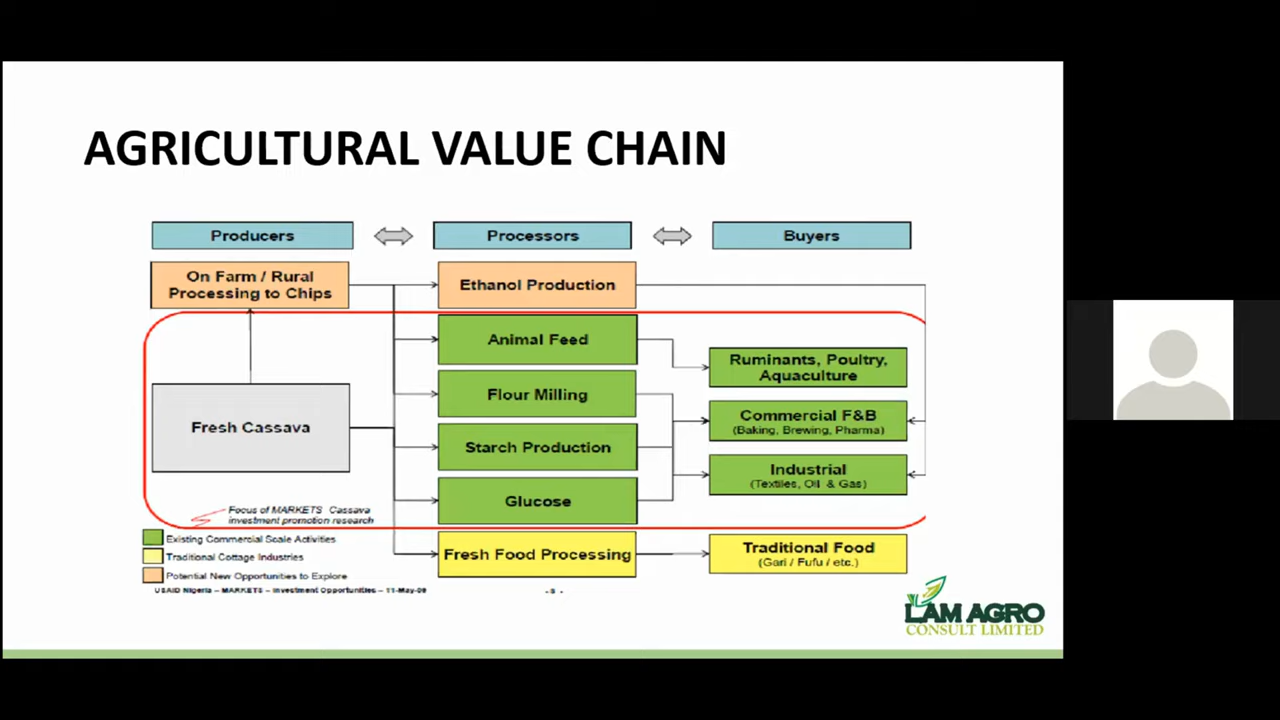 AGRICULTURAL VALUE CHAIN
Producers
Processors
Buyers
On Farm / Rural
Processing to Chips
Ethanol Production
Animal Feed
Ruminants, Poultry,
Aquaculture
Flour Milling
Commercial F&B
(Baking, Brewing, Pharma)
Fresh Cassava
Starch Production
Industrial
(Textiles, Oil & Gas)
Glucose
Focus of MARKETS Cassava
investment promotion research
Existing Commercial Scale Activities
Traditional Cottage Industries
Potential New Opportunities to Explore
Fresh Food Processing
Traditional Food
(Gari / Fufu / etc.)
USAID Nigeria – MARKETS – Investment Opportunities – 11-May-09
LAM AGRO
CONSULT LIMITED